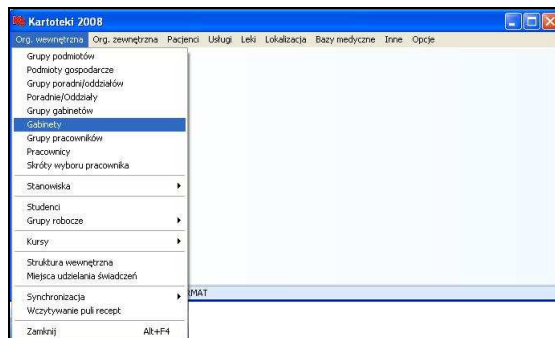 Kartoteki 2008
Org. wewnętrzna Org. zewnętrzna Pacjenci Usługi Leki Lokalizacja Bazy medyczne Inne Opcje
Grupy podmiotów
Podmioty gospodarcze
Grupy poradni/oddziałów
Poradnie/Oddziały
Grupy gabinetów
Gabinety
Grupy pracowników
Pracownicy
Skróty wyboru pracownika
Stanowiska
Studenci
Grupy robocze
Kursy
Struktura wewnętrzna
Miejsca udzielania świadczeń
Synchronizacja
RMAT
Wczytywanie puli recept
Zamknij Alt+F4